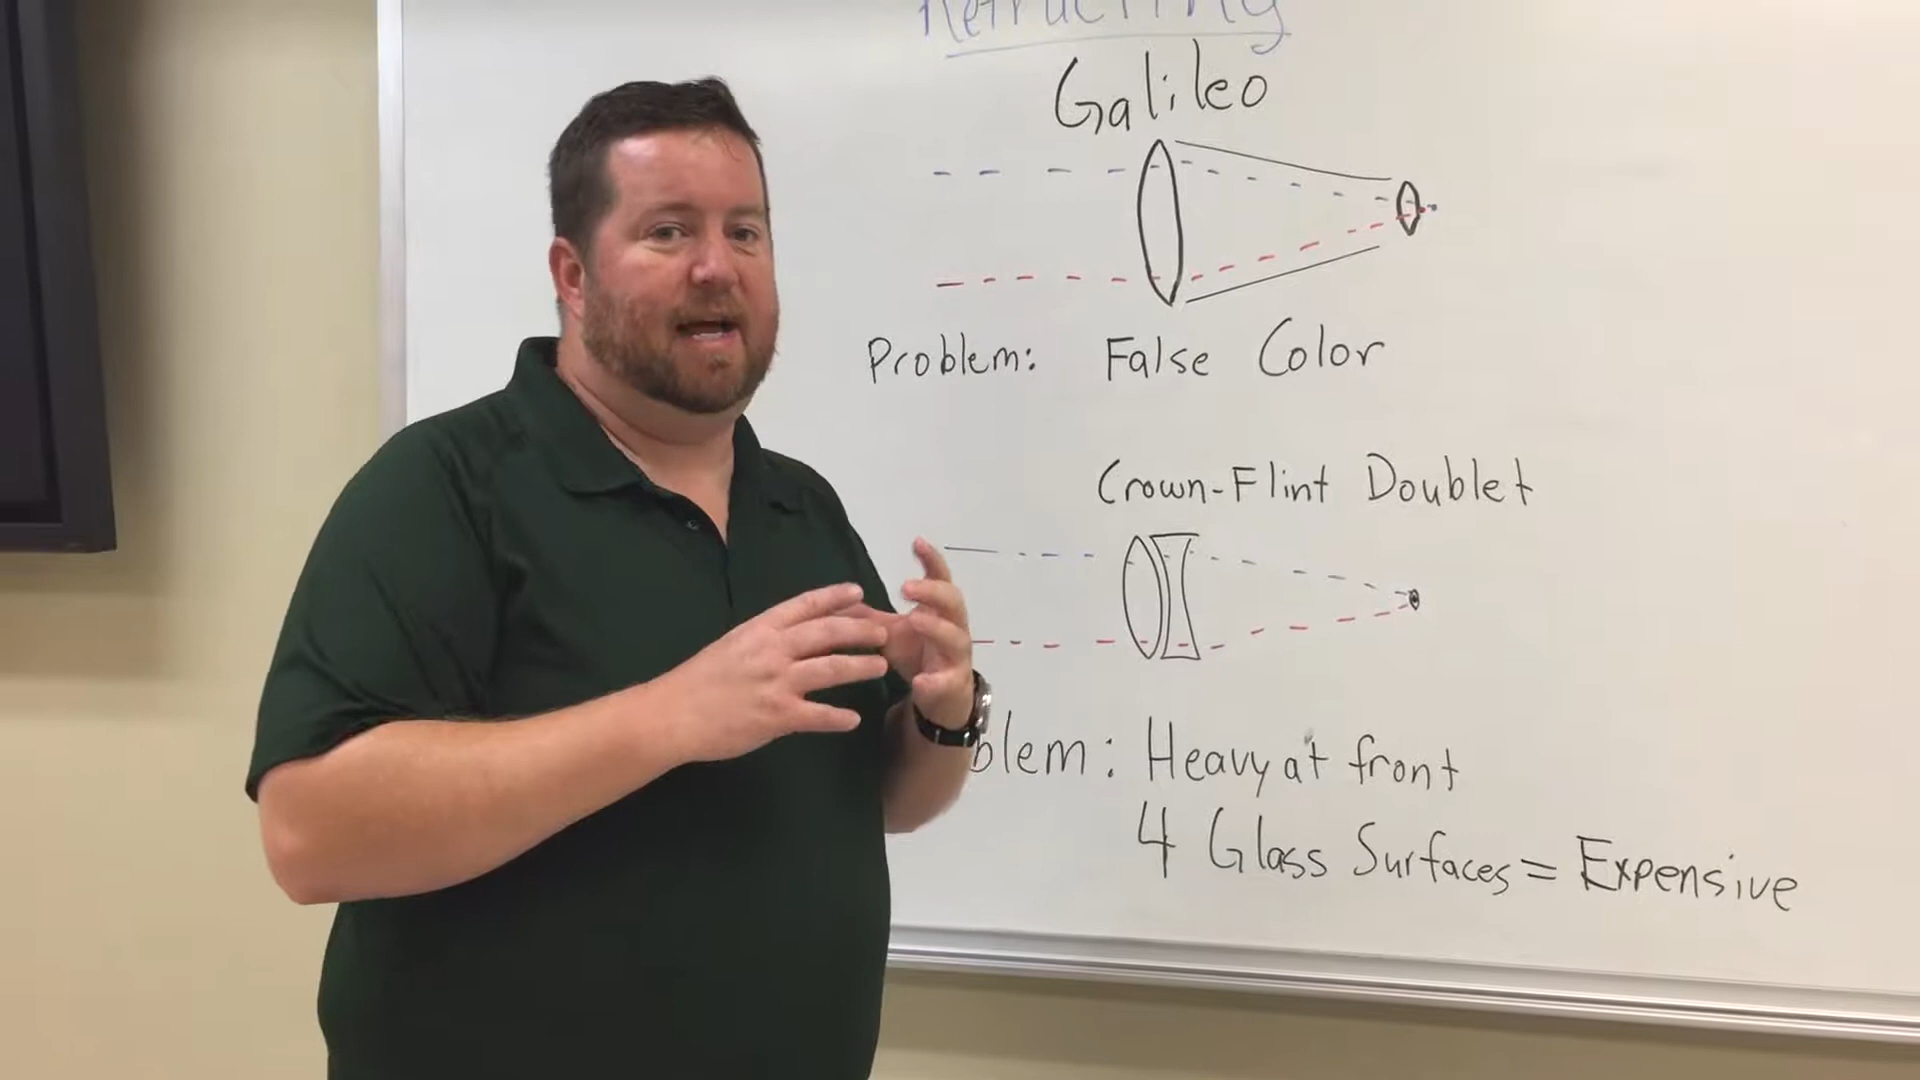 Refracting
Galileo
Problem: False Color
Crown-Flint Doublet
blem: Heavy at front
4 Glass Surfaces = Expensive